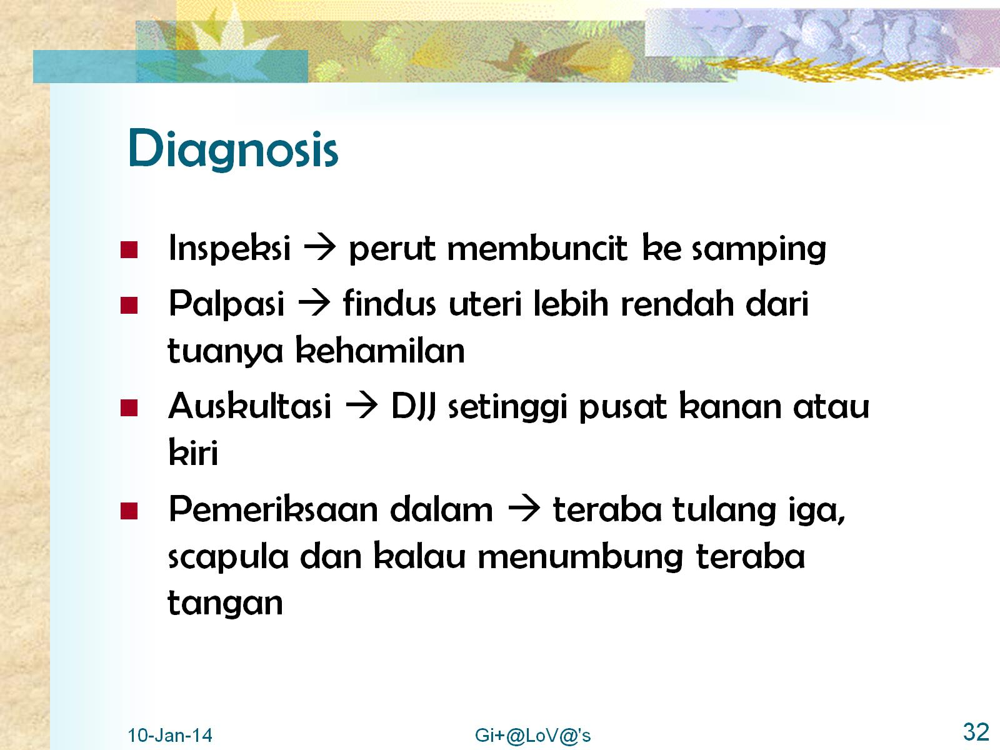 Diagnosis
Inspeksi → perut membuncit ke samping
Palpasi → findus uteri lebih rendah dari
tuanya kehamilan
Auskultasi → DJJ setinggi pusat kanan atau
kiri
Pemeriksaan dalam → teraba tulang iga,
scapula dan kalau menumbung teraba
tangan
10-Jan-14
Gi+@LoV@'s
32